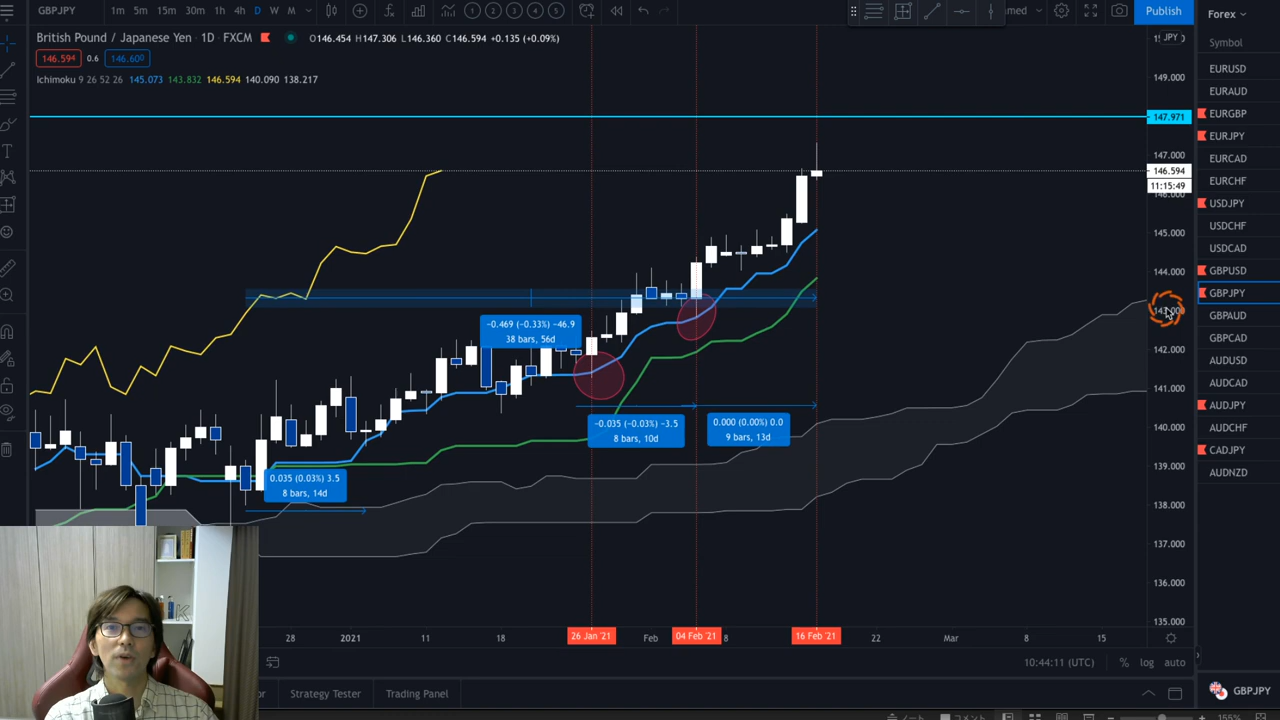 GBPJPY 1m 5m 15m 30m 1h 4h D W M 1 2 3 4 5 Publish
British Pound / Japanese Yen · 1D · FXCM O146.454 H147.306 L146.360 C146.594 +0.135 (+0.09%)
146.594 0.6 146.600
Ichimoku 9 26 52 26 145.073 143.832 146.594 140.090 138.217
JPY
149.000
147.971
147.000
146.594
11:15:49
146.000
145.000
144.000
143.000
142.000
141.000
140.000
139.000
138.000
137.000
136.000
135.000
-0.469 (-0.33%) -46.9
38 bars, 56d
-0.035 (-0.03%) -3.5
8 bars, 10d
0.000 (0.00%) 0.0
9 bars, 13d
0.035 (0.03%) 3.5
8 bars, 14d
28 2021 11 18 26 Jan '21 Feb 04 Feb '21 8 16 Feb '21 22 Mar 8 15
10:44:11 (UTC) % log auto
Strategy Tester Trading Panel
Forex
Symbol
EURUSD
EURAUD
EURGBP
EURJPY
EURCAD
EURCHF
USDJPY
USDCHF
USDCAD
GBPUSD
GBPJPY
GBPAUD
GBPCAD
AUDUSD
AUDCAD
AUDJPY
AUDCHF
CADJPY
AUDNZD
GBPJPY
155%